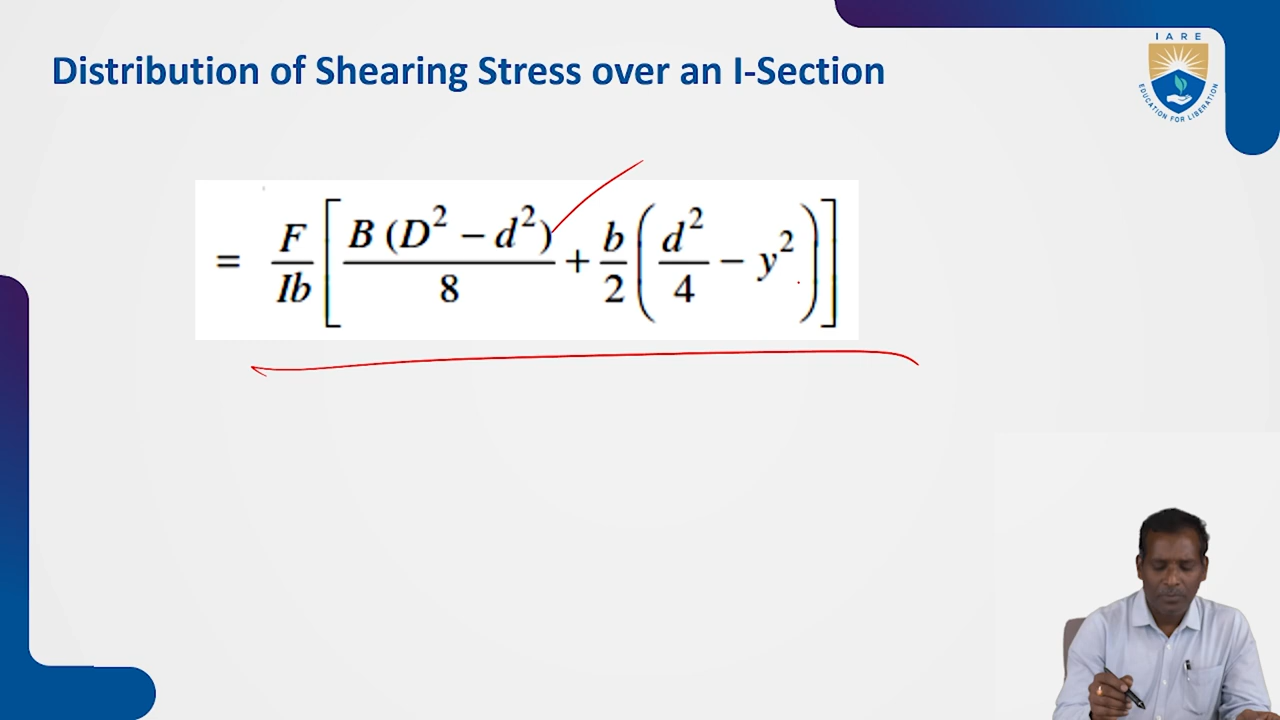 IARE
Distribution of Shearing Stress over an I-Section
EDUCATION FOR LIBERATION
= F/Ib [ B (D² − d²)/8 + b/2 ( d²/4 − y² ) ]